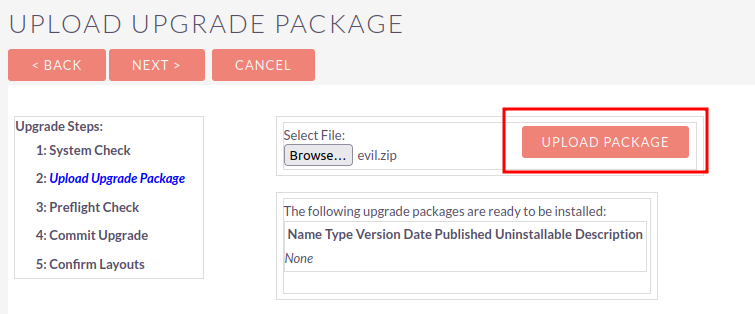 UPLOAD UPGRADE PACKAGE
< BACK NEXT > CANCEL
Upgrade Steps:
1: System Check
2: Upload Upgrade Package
3: Preflight Check
4: Commit Upgrade
5: Confirm Layouts
Select File:
Browse... evil.zip
UPLOAD PACKAGE
The following upgrade packages are ready to be installed:
Name Type Version Date Published Uninstallable Description
None